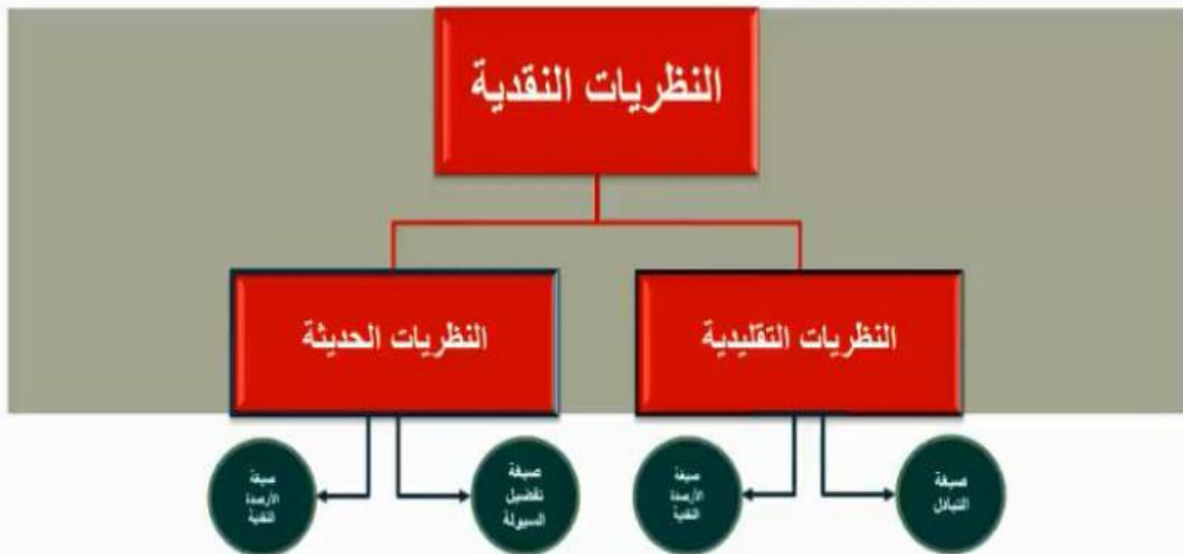 النظريات النقدية
النظريات التقليدية
النظريات الحديثة
صيغة
التبادل
صيغة
الأرصدة
النقدية
صيغة
تفضيل
السيولة
صيغة
الأرصدة
النقدية